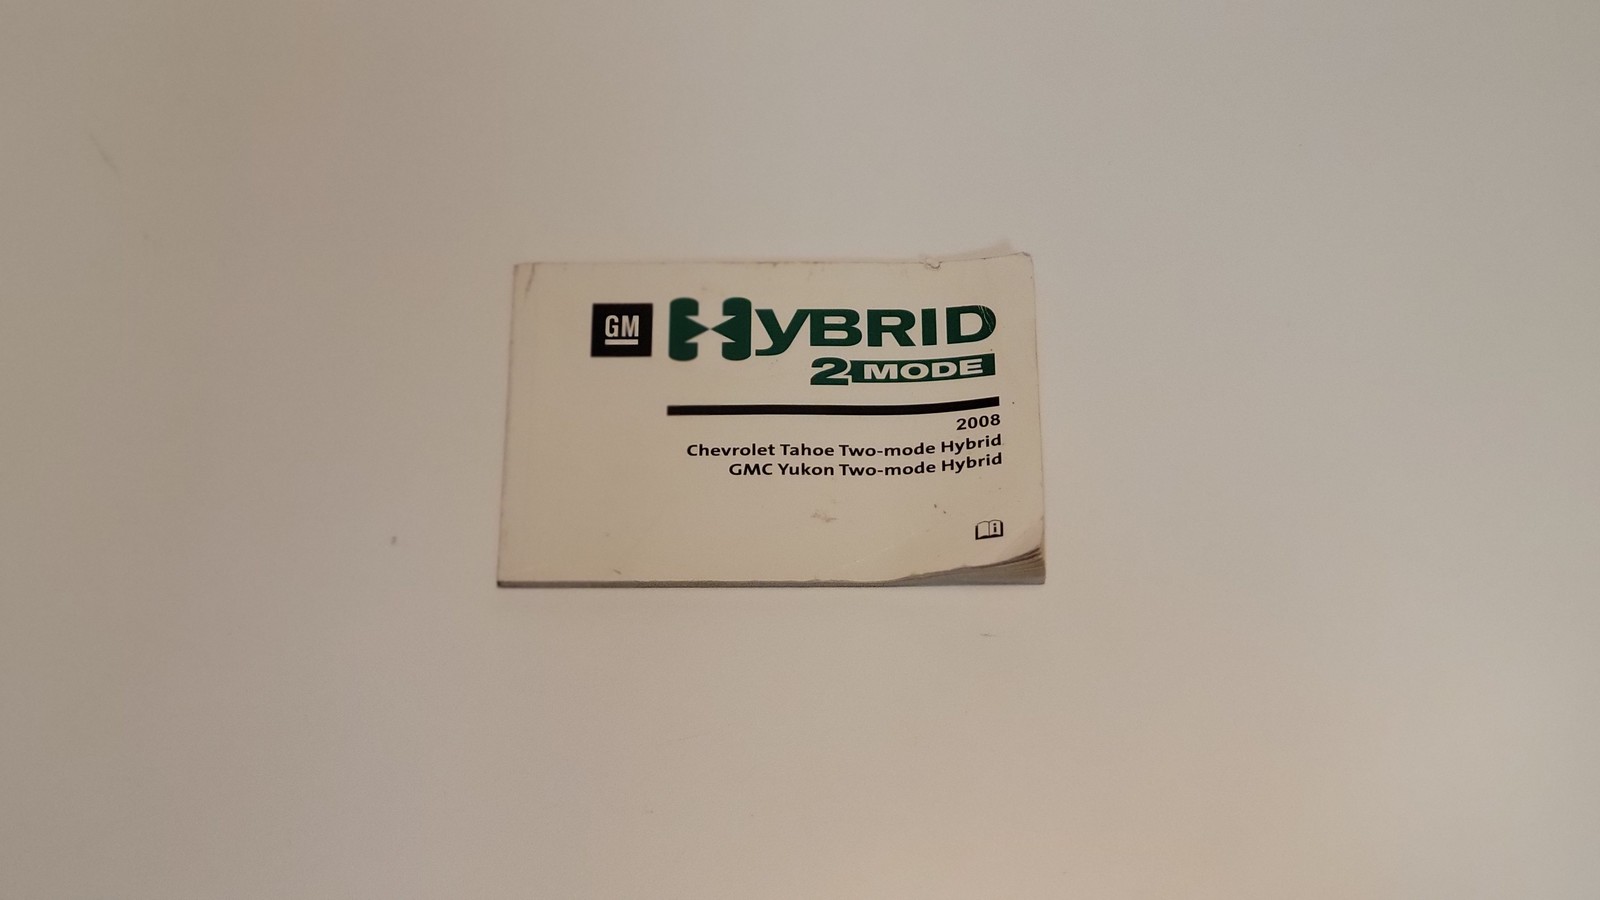 GM
HYBRID
2 MODE
2008
Chevrolet Tahoe Two-mode Hybrid
GMC Yukon Two-mode Hybrid
i